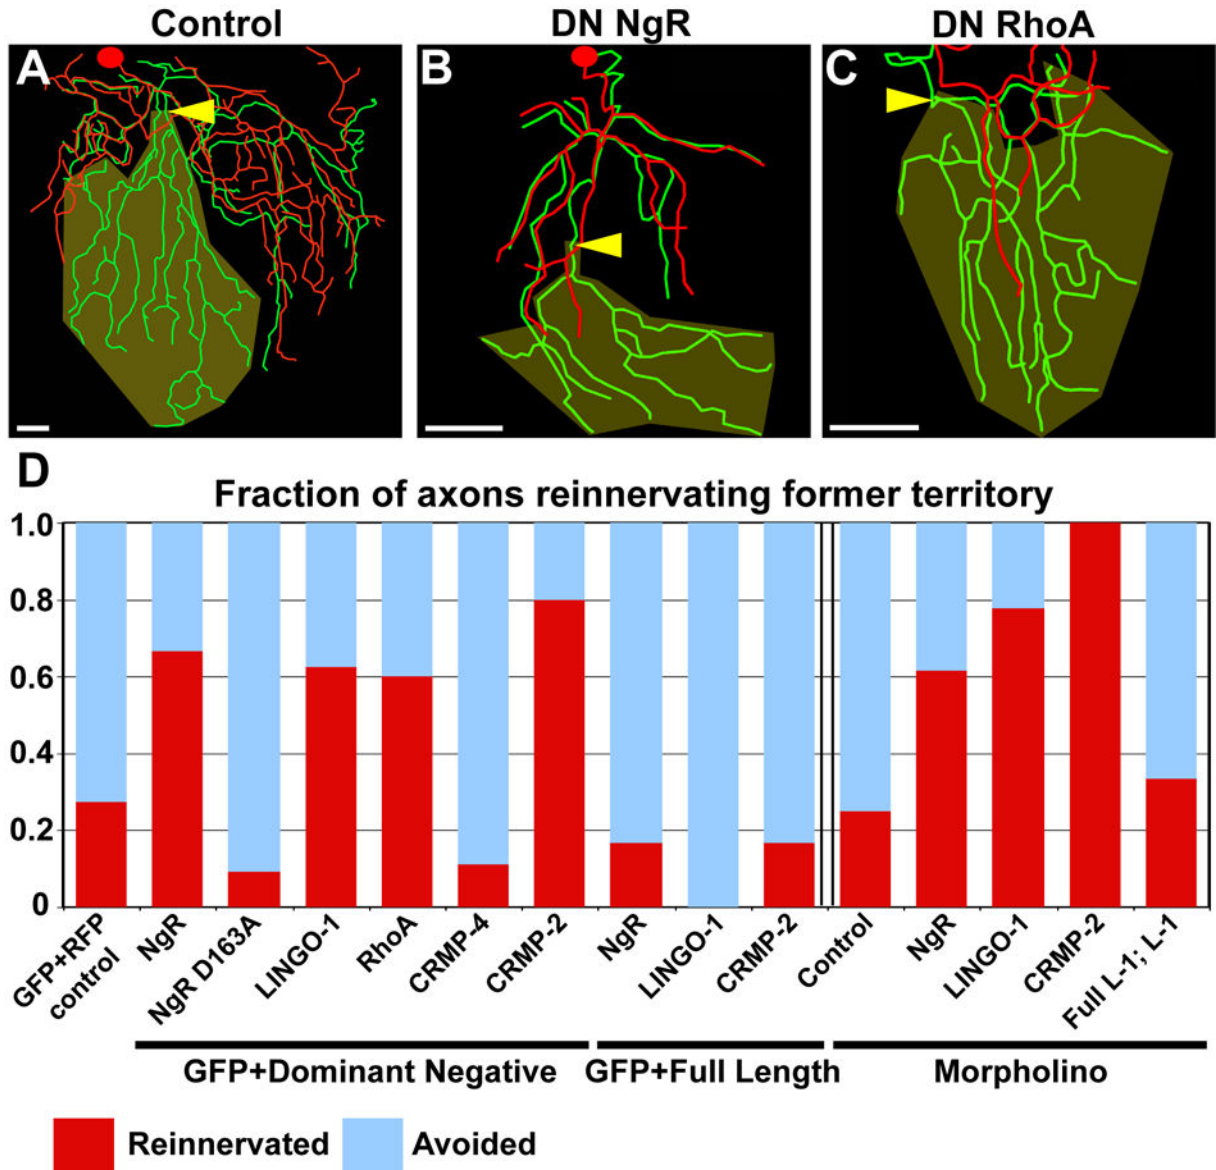 Control
DN NgR
DN RhoA
A
B
C
D
Fraction of axons reinnervating former territory
1.0
0.8
0.6
0.4
0.2
0
GFP+RFP control
NgR
NgR D163A
LINGO-1
RhoA
CRMP-4
CRMP-2
NgR
LINGO-1
CRMP-2
Control
NgR
LINGO-1
CRMP-2
Full L-1; L-1
GFP+Dominant Negative
GFP+Full Length
Morpholino
Reinnervated
Avoided